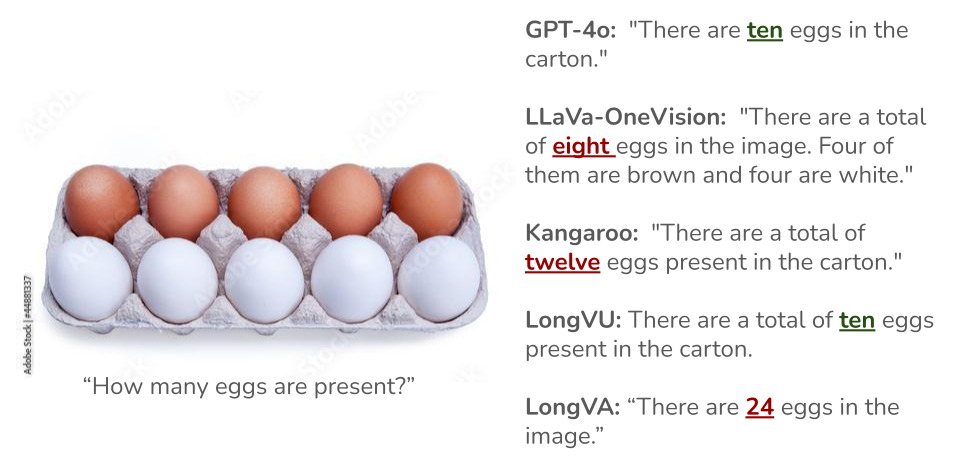 GPT-4o: "There are ten eggs in the
carton."
LLaVa-OneVision: "There are a total
of eight eggs in the image. Four of
them are brown and four are white."
Kangaroo: "There are a total of
twelve eggs present in the carton."
LongVU: There are a total of ten eggs
present in the carton.
LongVA: “There are 24 eggs in the
image.”
Adobe Stock | #44881337
“How many eggs are present?”